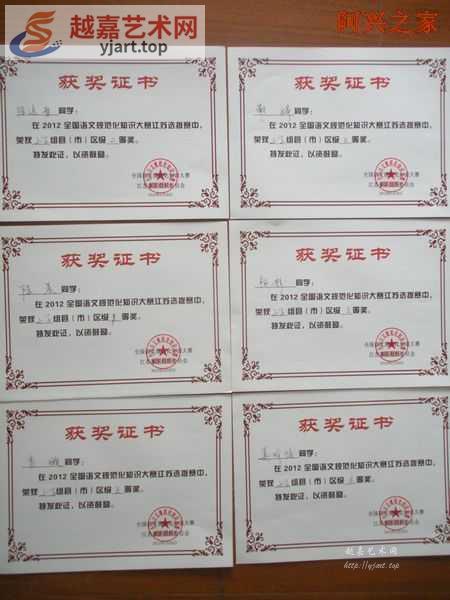 越嘉艺术网
yjart.top
阿兴之家
获奖证书
同学：
在2012全国语文规范化知识大赛江苏选拔赛中，
荣获组县（市）区级等奖。
特发此证，以资鼓励。
获奖证书
同学：
在2012全国语文规范化知识大赛江苏选拔赛中，
荣获组县（市）区级等奖。
特发此证，以资鼓励。
获奖证书
同学：
在2012全国语文规范化知识大赛江苏选拔赛中，
荣获组县（市）区级等奖。
特发此证，以资鼓励。
获奖证书
同学：
在2012全国语文规范化知识大赛江苏选拔赛中，
荣获组县（市）区级等奖。
特发此证，以资鼓励。
获奖证书
同学：
在2012全国语文规范化知识大赛江苏选拔赛中，
荣获组县（市）区级等奖。
特发此证，以资鼓励。
获奖证书
同学：
在2012全国语文规范化知识大赛江苏选拔赛中，
荣获组县（市）区级等奖。
特发此证，以资鼓励。
越嘉艺术网
http://yjart.top